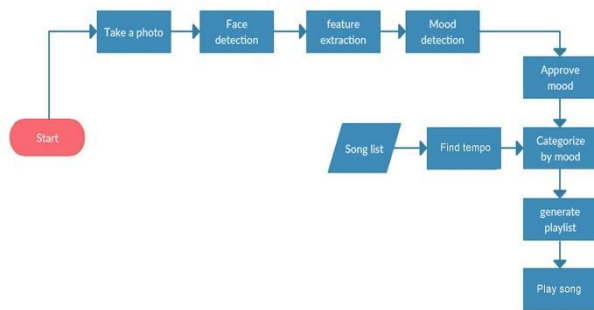 Take a photo
Face
detection
feature
extraction
Mood
detection
Approve
mood
Start
Song list
Find tempo
Categorize
by mood
generate
playlist
Play song